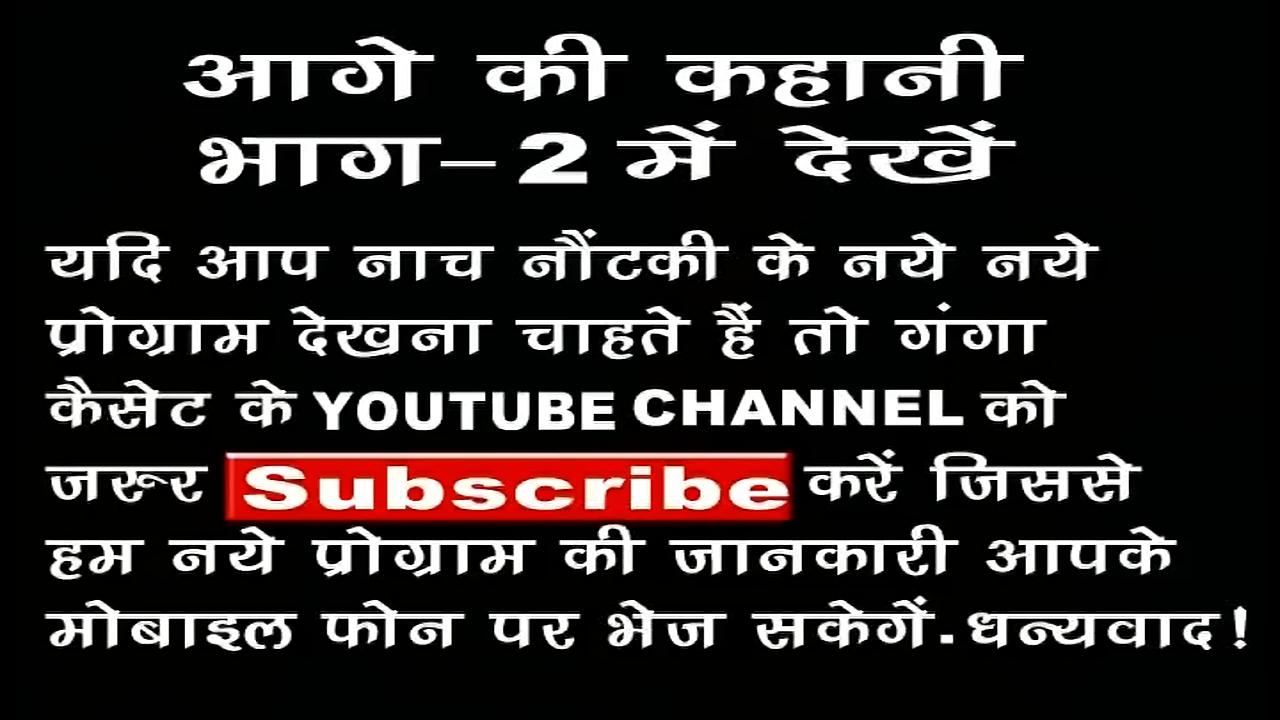 आगे की कहानी
भाग-2 में देखें
यदि आप नाच नौंटकी के नये नये
प्रोग्राम देखना चाहते हैं तो गंगा
कैसेट के YOUTUBE CHANNEL को
जरूर Subscribe करें जिससे
हम नये प्रोग्राम की जानकारी आपके
मोबाइल फोन पर भेज सकेगें.धन्यवाद!